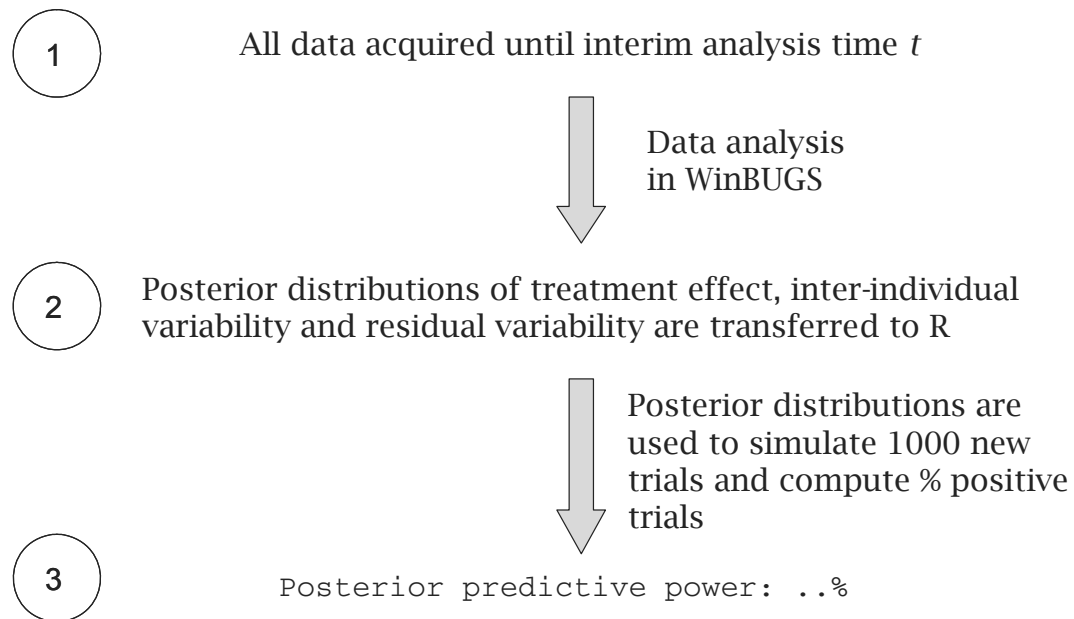 1
All data acquired until interim analysis time t
Data analysis
in WinBUGS
2
Posterior distributions of treatment effect, inter-individual
variability and residual variability are transferred to R
Posterior distributions are
used to simulate 1000 new
trials and compute % positive
trials
3
Posterior predictive power: ..%